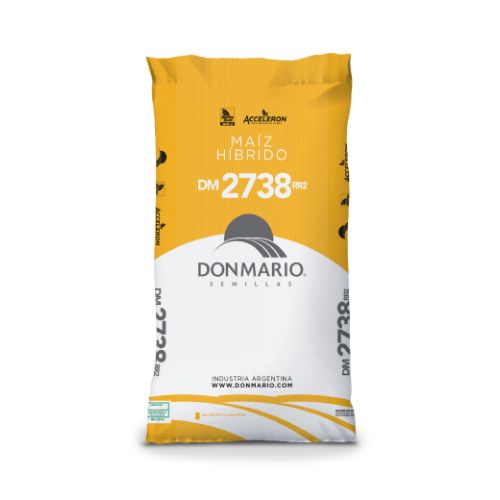 ACCELERON
MAÍZ
HÍBRIDO
DM 2738 RR2
DONMARIO.
SEMILLAS
INDUSTRIA ARGENTINA
WWW.DONMARIO.COM
ACCELERON
DM 2738 RR2
ACCELERON
DM 2738 RR2